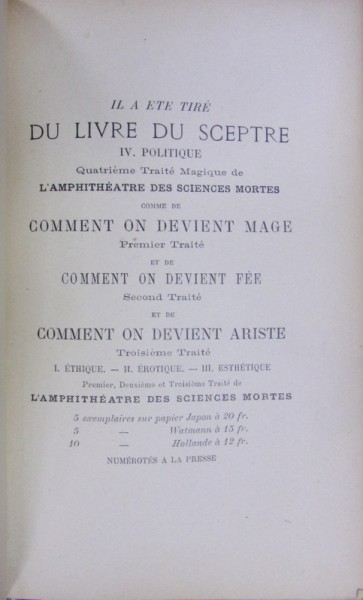 IL A ETE TIRÉ
DU LIVRE DU SCEPTRE
IV. POLITIQUE
Quatrième Traité Magique de
L'AMPHITHÉATRE DES SCIENCES MORTES
COMME DE
COMMENT ON DEVIENT MAGE
Premier Traité
ET DE
COMMENT ON DEVIENT FÉE
Second Traité
ET DE
COMMENT ON DEVIENT ARISTE
Troisième Traité
I. ÉTHIQUE. — II. ÉROTIQUE. — III. ESTHÉTIQUE
Premier, Deuxième et Troisième Traité de
L'AMPHITHÉATRE DES SCIENCES MORTES
5 exemplaires sur papier Japon à 20 fr.
5 — Watmann à 15 fr.
10 — Hollande à 12 fr.
NUMÉROTÉS A LA PRESSE